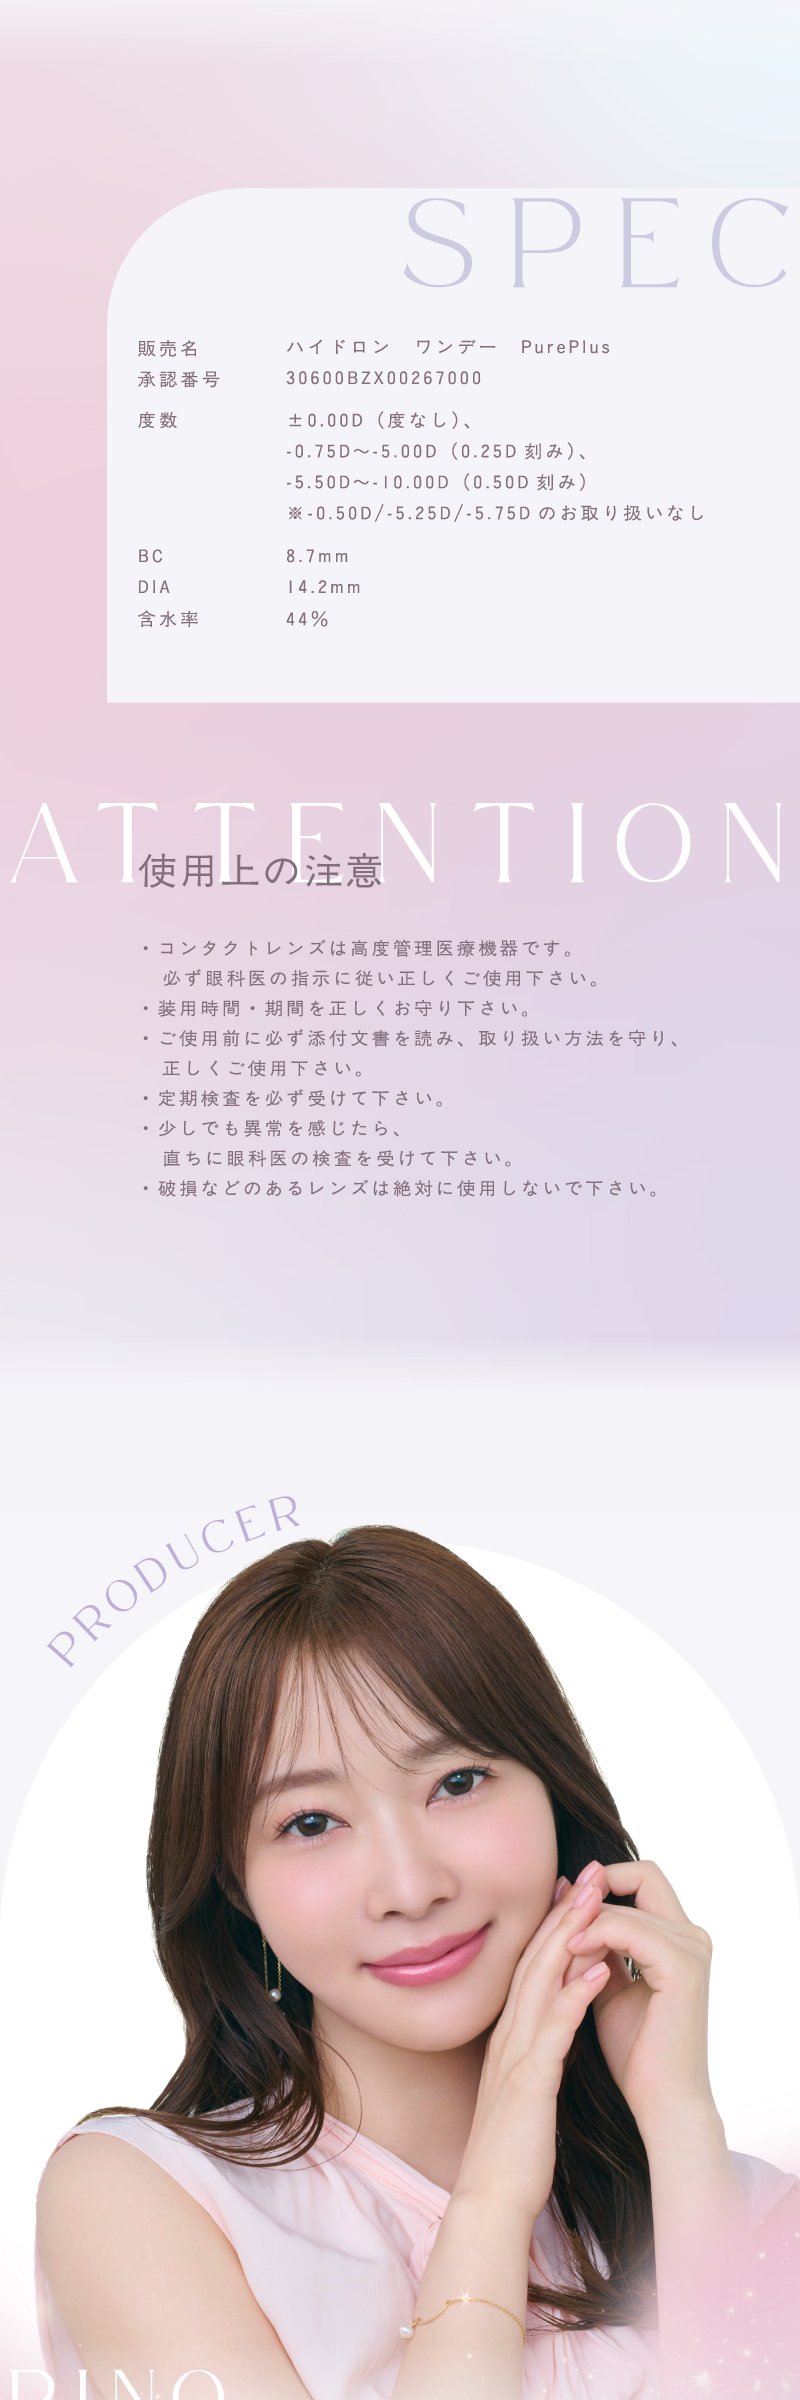 SPEC
販売名 ハイドロン ワンデー PurePlus
承認番号 30600BZX00267000
度数 ±0.00D（度なし）、
-0.75D～-5.00D（0.25D 刻み）、
-5.50D～-10.00D（0.50D 刻み）
※-0.50D/-5.25D/-5.75D のお取り扱いなし
BC 8.7mm
DIA 14.2mm
含水率 44％
ATTENTION
使用上の注意
・コンタクトレンズは高度管理医療機器です。
必ず眼科医の指示に従い正しくご使用下さい。
・装用時間・期間を正しくお守り下さい。
・ご使用前に必ず添付文書を読み、取り扱い方法を守り、
正しくご使用下さい。
・定期検査を必ず受けて下さい。
・少しでも異常を感じたら、
直ちに眼科医の検査を受けて下さい。
・破損などのあるレンズは絶対に使用しないで下さい。
PRODUCER